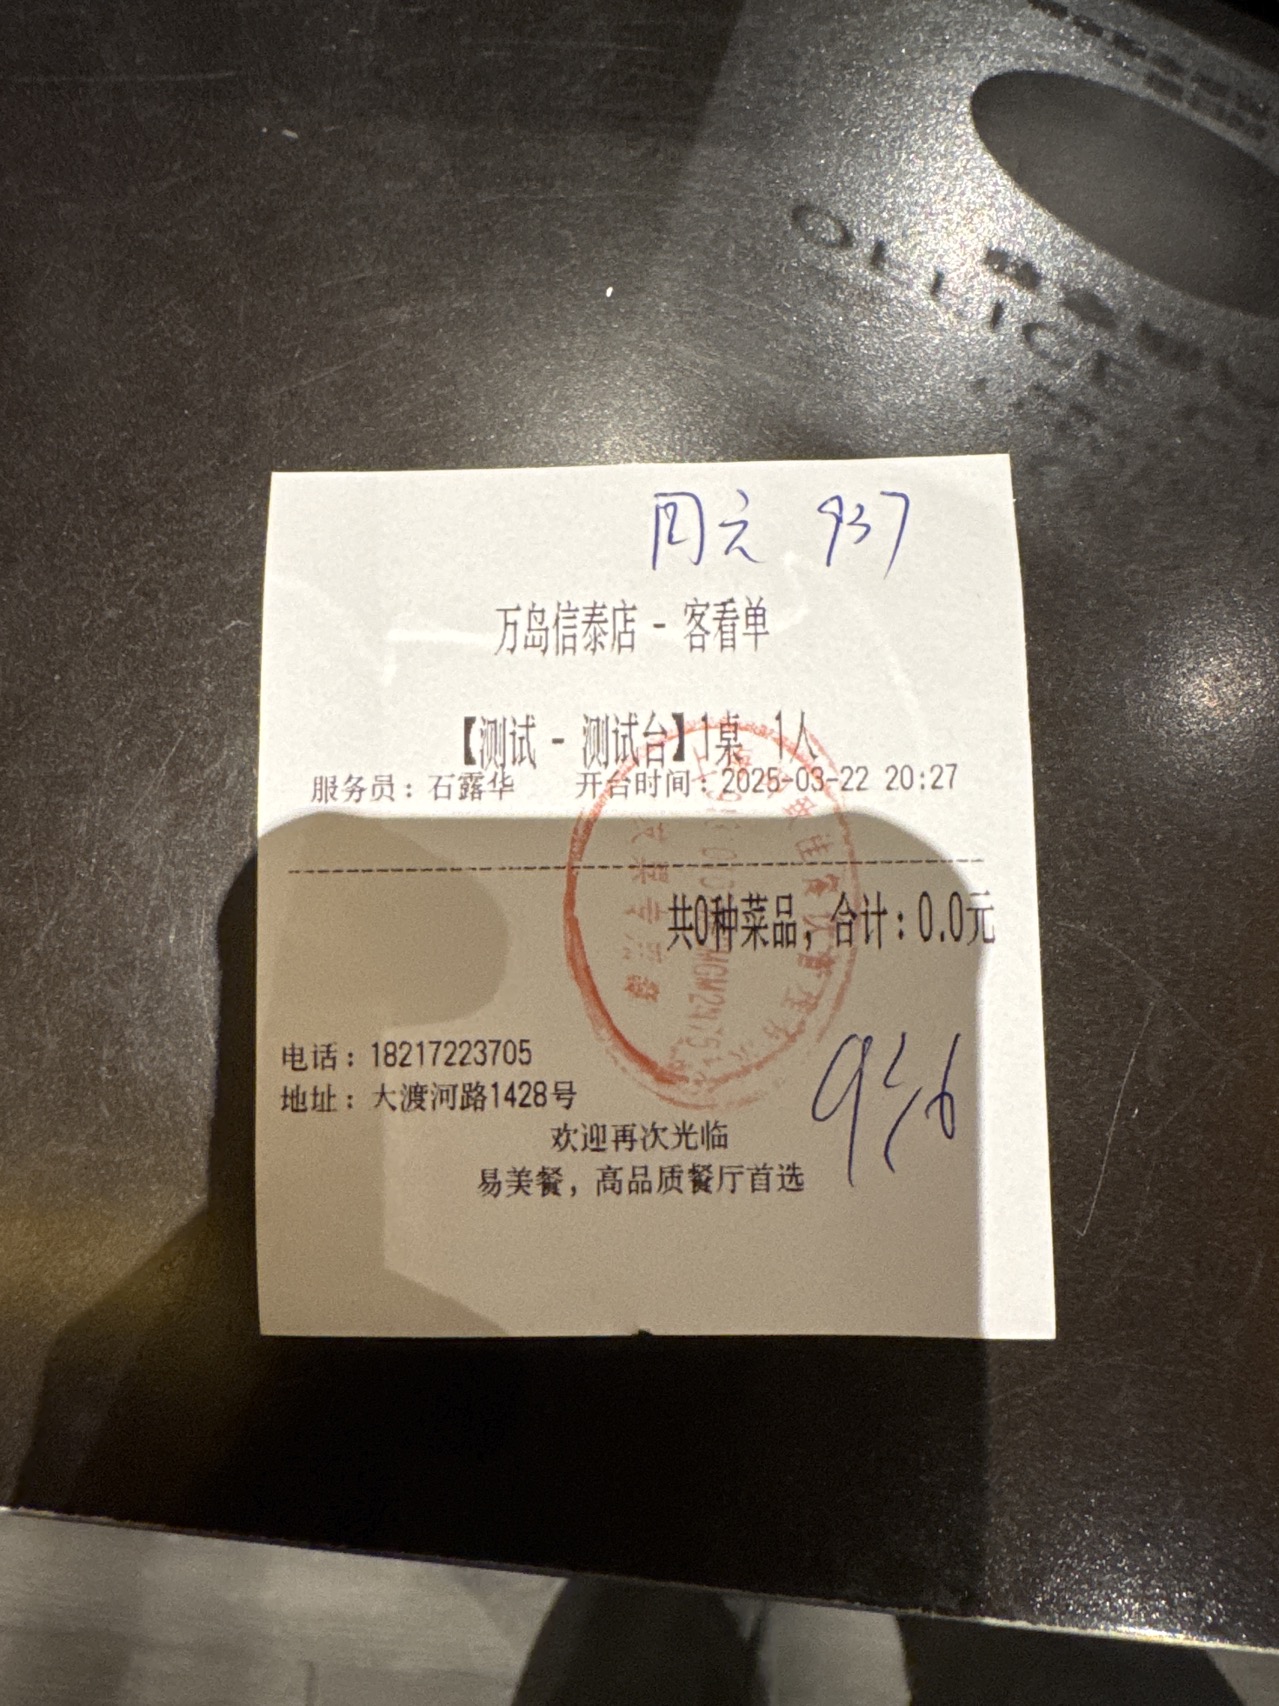 937
万岛信泰店 - 客看单
【测试 - 测试台】1桌 1人
服务员：石露华 开台时间：2025-03-22 20:27
共0种菜品，合计：0.0元
电话：18217223705
地址：大渡河路1428号
欢迎再次光临
易美餐，高品质餐厅首选